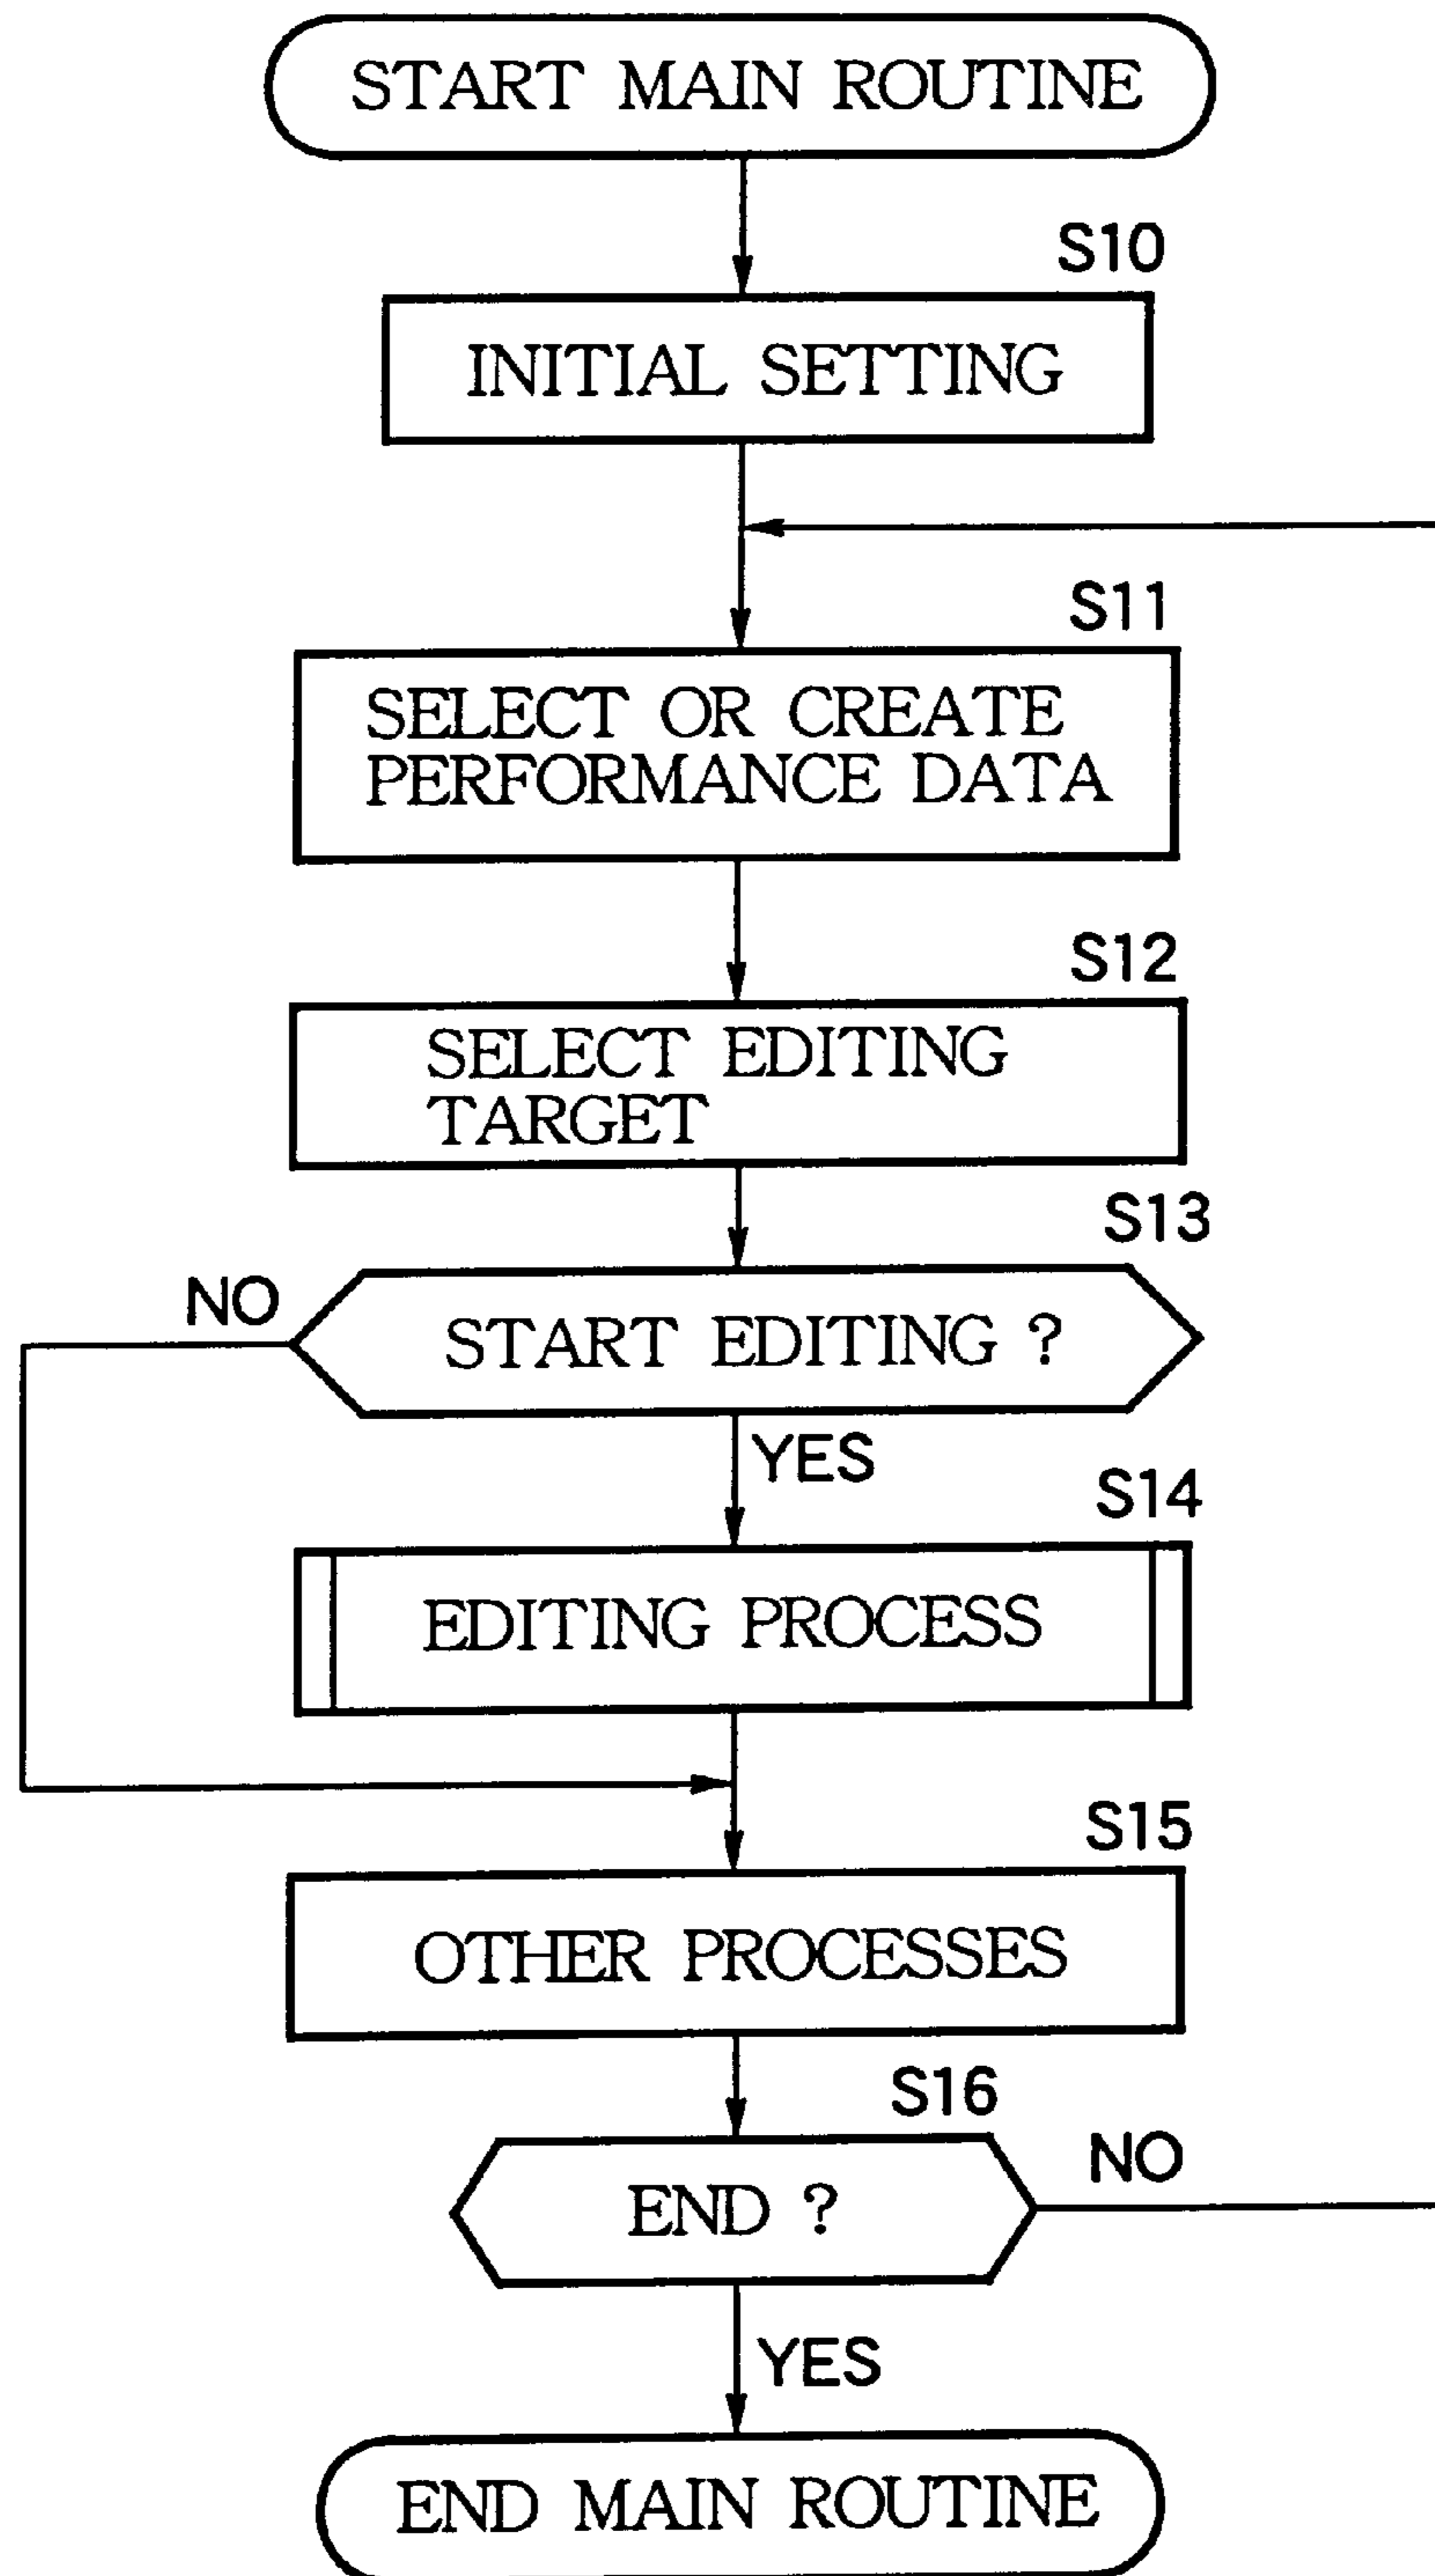 START MAIN ROUTINE
S10
INITIAL SETTING
S11
SELECT OR CREATE
PERFORMANCE DATA
S12
SELECT EDITING
TARGET
S13
NO
START EDITING ?
YES
S14
EDITING PROCESS
S15
OTHER PROCESSES
S16
NO
END ?
YES
END MAIN ROUTINE